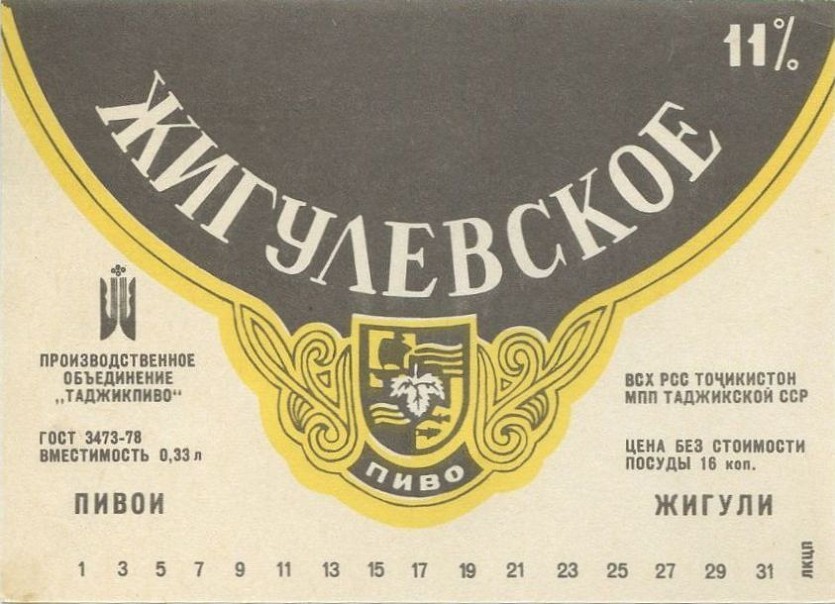 11%
ЖИГУЛЕВСКОЕ
ПРОИЗВОДСТВЕННОЕ
ОБЪЕДИНЕНИЕ
„ТАДЖИКПИВО“
ГОСТ 3473-78
ВМЕСТИМОСТЬ 0,33 л
ПИВОИ
ПИВО
ВСХ РСС ТОҶИКИСТОН
МПП ТАДЖИКСКОЙ ССР
ЦЕНА БЕЗ СТОИМОСТИ
ПОСУДЫ 16 коп.
ЖИГУЛИ
1 3 5 7 9 11 13 15 17 19 21 23 25 27 29 31
ЛКЦП